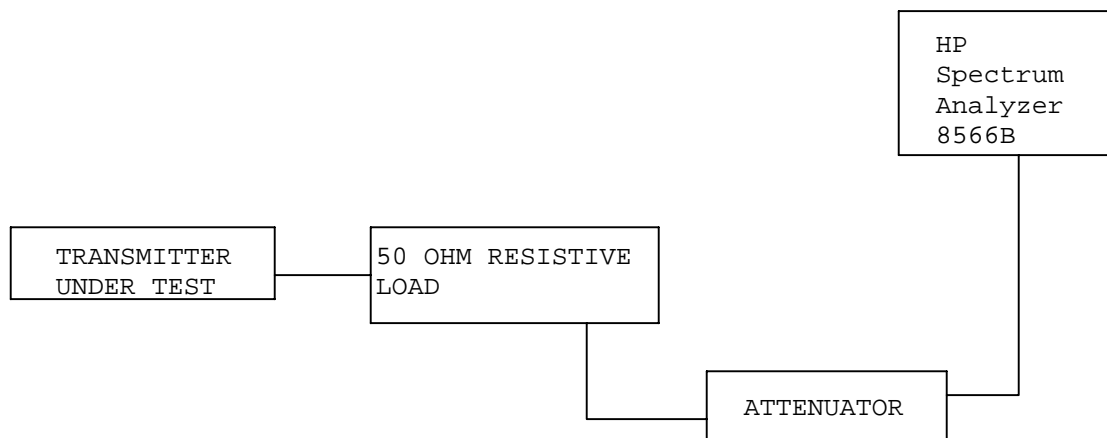 HP
Spectrum
Analyzer
8566B
TRANSMITTER
UNDER TEST
50 OHM RESISTIVE
LOAD
ATTENUATOR